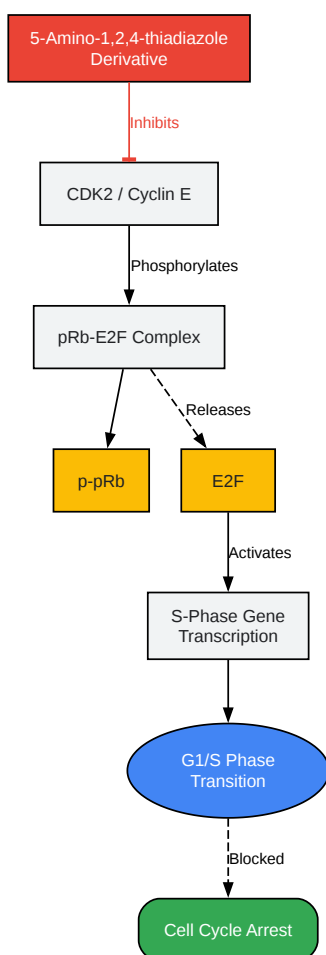 5-Amino-1,2,4-thiadiazole
Derivative
Inhibits
CDK2 / Cyclin E
Phosphorylates
pRb-E2F Complex
Releases
p-pRb
E2F
Activates
S-Phase Gene
Transcription
G1/S Phase
Transition
Blocked
Cell Cycle Arrest